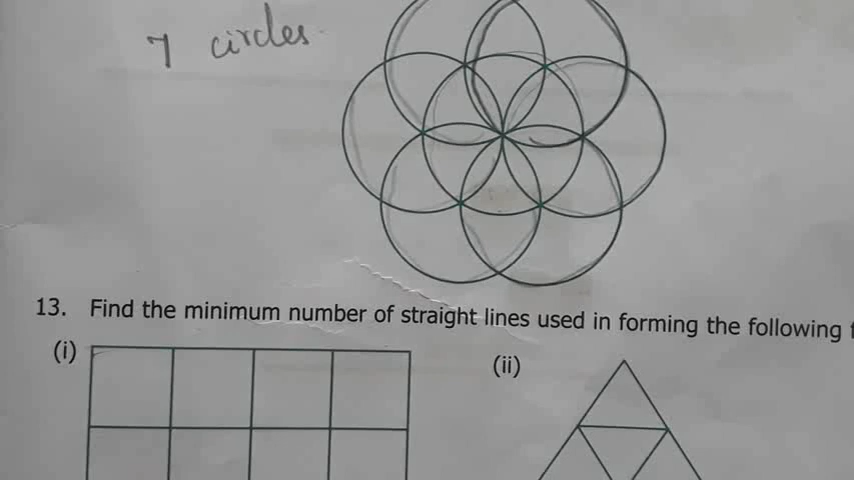 7 circles.
13. Find the minimum number of straight lines used in forming the following
(i)
(ii)